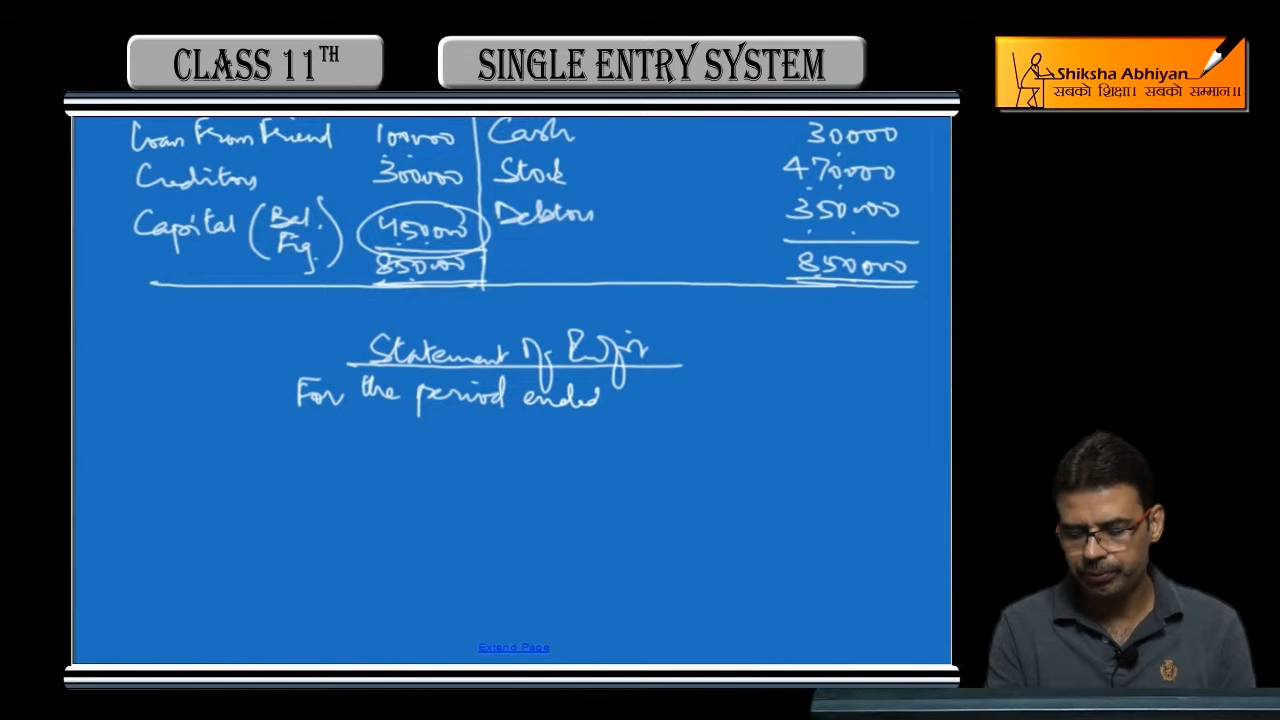 CLASS 11TH
SINGLE ENTRY SYSTEM
Shiksha Abhiyan
सबको शिक्षा। सबको सम्मान॥
Loan From Friend 100000 Cash 30000
Creditors 300000 Stock 470000
Capital (Bal. Fig.) 450000 Debtors 350000
850000 850000
Statement of Profit
For the period ended
Extend Page